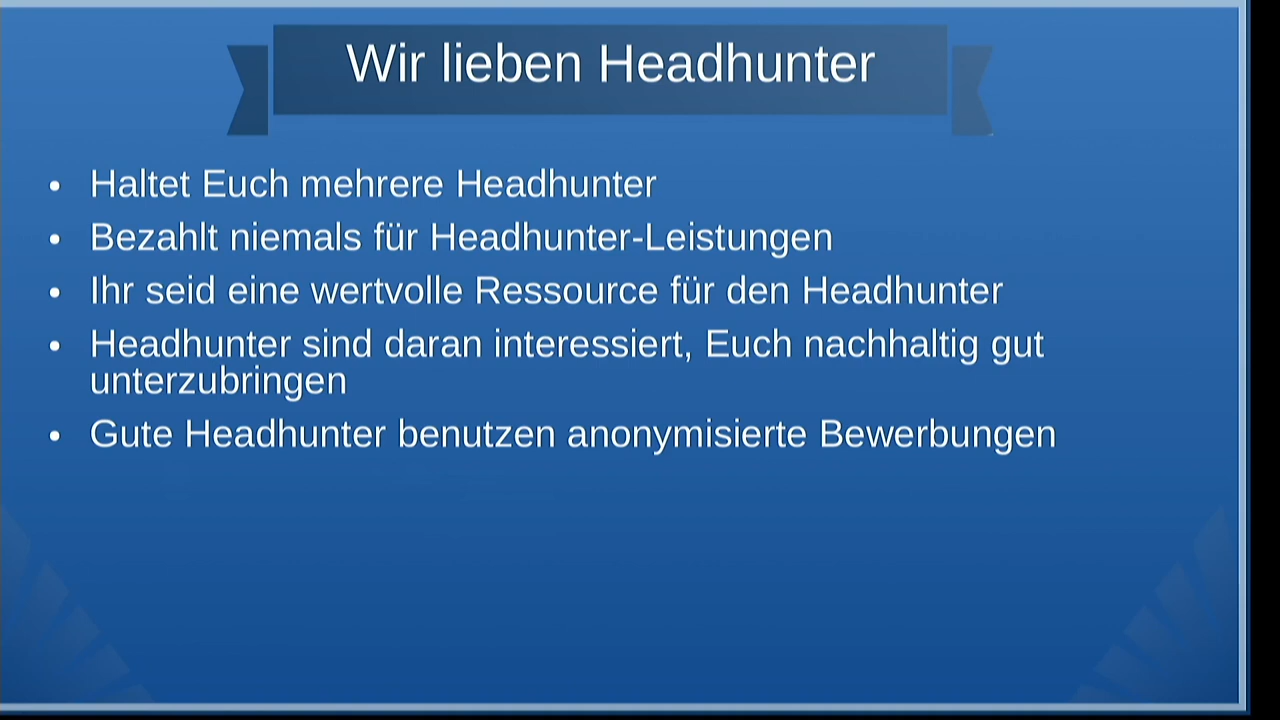 Wir lieben Headhunter
• Haltet Euch mehrere Headhunter
• Bezahlt niemals für Headhunter-Leistungen
• Ihr seid eine wertvolle Ressource für den Headhunter
• Headhunter sind daran interessiert, Euch nachhaltig gut
unterzubringen
• Gute Headhunter benutzen anonymisierte Bewerbungen